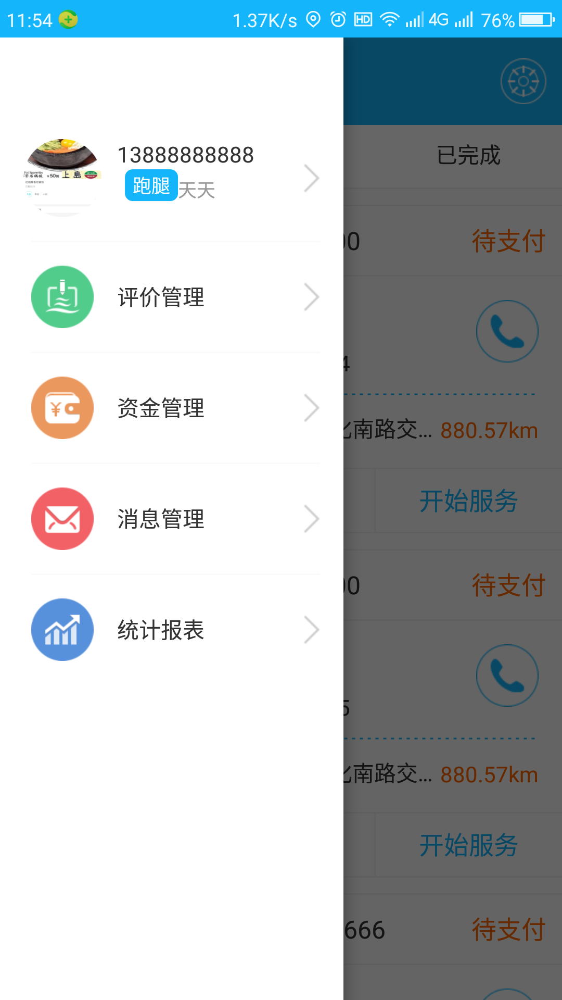 11:54 1.37K/s HD 4G 76%
已完成
13888888888
跑腿 天天
00 待支付
评价管理
4
资金管理
南路交... 880.57km
开始服务
消息管理
00 待支付
统计报表
5
南路交... 880.57km
开始服务
666 待支付